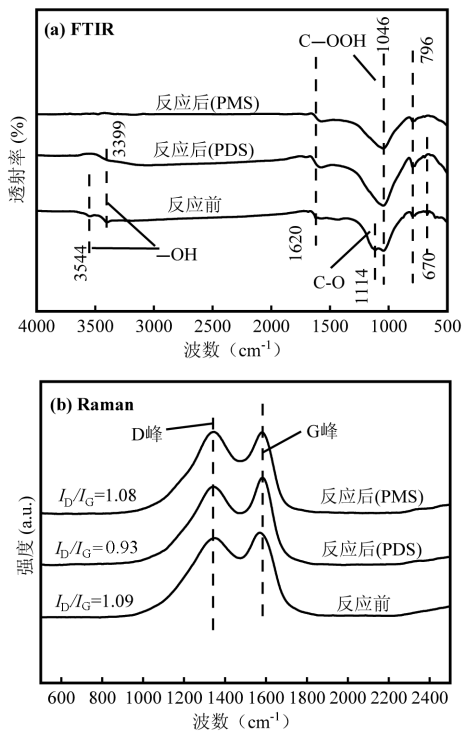 (a) FTIR
C—OOH
1046
796
反应后(PMS)
3399
反应后(PDS)
反应前
透射率 (%)
3544
—OH
1620
C-O
1114
670
4000 3500 3000 2500 2000 1500 1000 500
波数（cm⁻¹）
(b) Raman
D峰
G峰
I_D/I_G=1.08
反应后(PMS)
I_D/I_G=0.93
反应后(PDS)
I_D/I_G=1.09
反应前
强度 (a.u.)
600 800 1000 1200 1400 1600 1800 2000 2200 2400
波数（cm⁻¹）